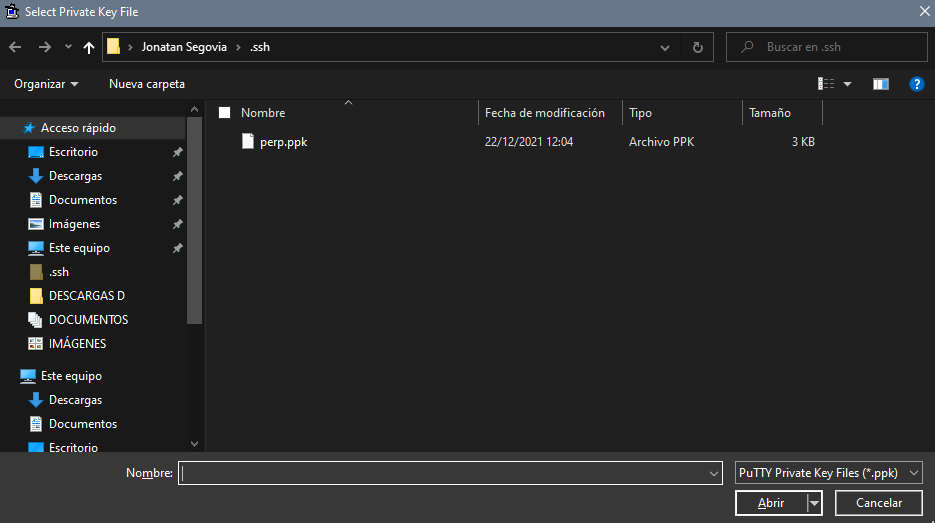 Select Private Key File
Jonatan Segovia
.ssh
Buscar en .ssh
Organizar
Nueva carpeta
?
Nombre
Fecha de modificación
Tipo
Tamaño
perp.ppk
22/12/2021 12:04
Archivo PPK
3 KB
Acceso rápido
Escritorio
Descargas
Documentos
Imágenes
Este equipo
.ssh
DESCARGAS D
DOCUMENTOS
IMÁGENES
Este equipo
Descargas
Documentos
Escritorio
Nombre:
PuTTY Private Key Files (*.ppk)
Abrir
Cancelar